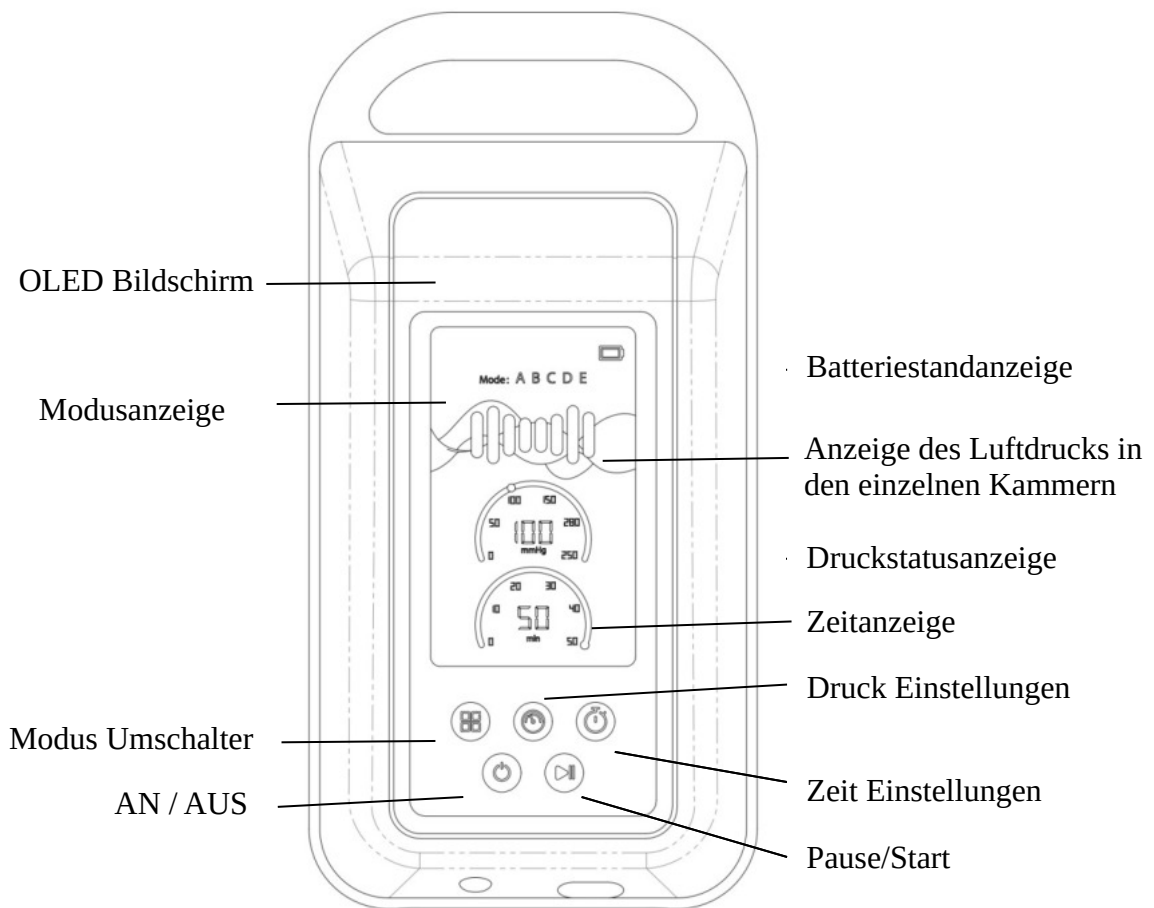 OLED Bildschirm
Modusanzeige
Modus Umschalter
AN / AUS
Mode: A B C D E
100 150
50 280
100
mmHg
0 250
20 30
10 40
50
min
0 50
Batteriestandanzeige
Anzeige des Luftdrucks in
den einzelnen Kammern
Druckstatusanzeige
Zeitanzeige
Druck Einstellungen
Zeit Einstellungen
Pause/Start